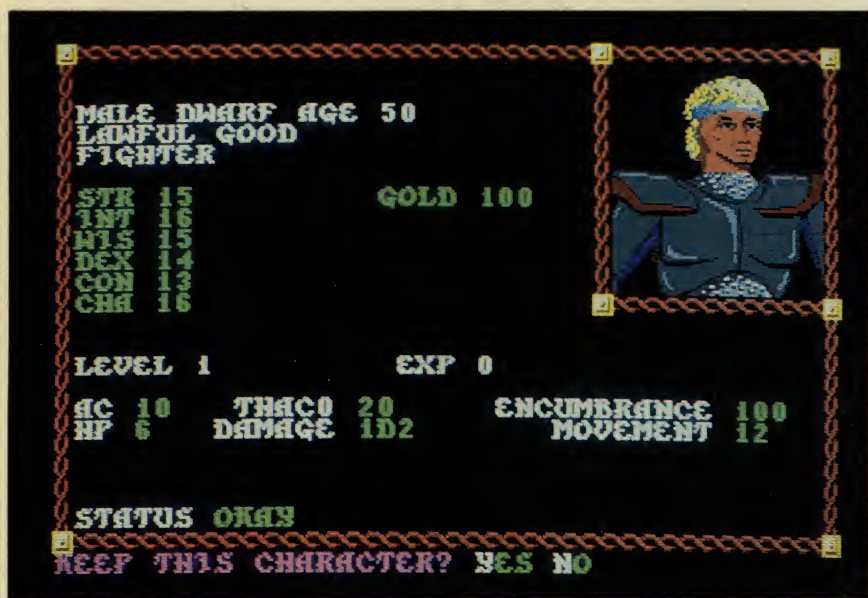 MALE DWARF AGE 50
LAWFUL GOOD
FIGHTER
STR 15 GOLD 100
INT 16
WIS 15
DEX 14
CON 13
CHA 16
LEVEL 1 EXP 0
AC 10 THACO 20 ENCUMBRANCE 100
HP 6 DAMAGE 1D2 MOVEMENT 12
STATUS OKAY
KEEP THIS CHARACTER? YES NO